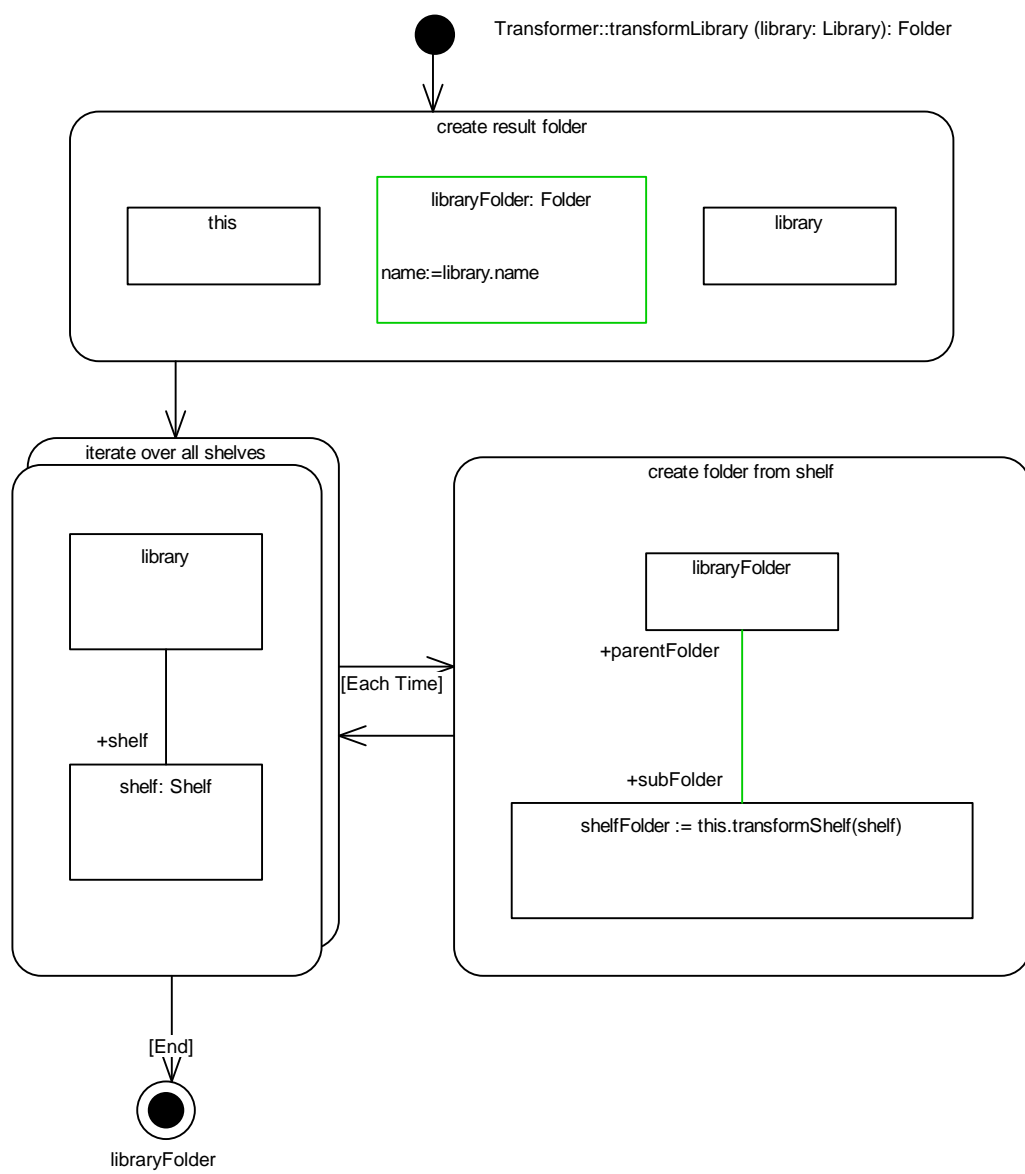 Transformer::transformLibrary (library: Library): Folder
create result folder
this
libraryFolder: Folder
name:=library.name
library
iterate over all shelves
library
+shelf
shelf: Shelf
[Each Time]
create folder from shelf
libraryFolder
+parentFolder
+subFolder
shelfFolder := this.transformShelf(shelf)
[End]
libraryFolder